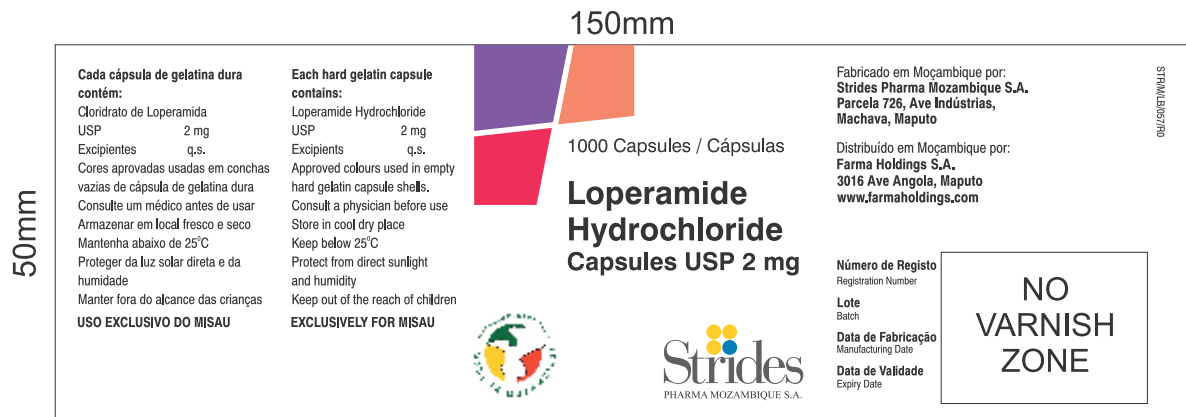 150mm
50mm
Cada cápsula de gelatina dura
contém:
Cloridrato de Loperamida
USP 2 mg
Excipientes q.s.
Cores aprovadas usadas em conchas
vazias de cápsula de gelatina dura
Consulte um médico antes de usar
Armazenar em local fresco e seco
Mantenha abaixo de 25⁰C
Proteger da luz solar direta e da
humidade
Manter fora do alcance das crianças
USO EXCLUSIVO DO MISAU
Each hard gelatin capsule
contains:
Loperamide Hydrochloride
USP 2 mg
Excipients q.s.
Approved colours used in empty
hard gelatin capsule shells.
Consult a physician before use
Store in cool dry place
Keep below 25⁰C
Protect from direct sunlight
and humidity
Keep out of the reach of children
EXCLUSIVELY FOR MISAU
1000 Capsules / Cápsulas
Loperamide
Hydrochloride
Capsules USP 2 mg
Strides
PHARMA MOZAMBIQUE S.A.
Fabricado em Moçambique por:
Strides Pharma Mozambique S.A.
Parcela 726, Ave Indústrias,
Machava, Maputo
Distribuído em Moçambique por:
Farma Holdings S.A.
3016 Ave Angola, Maputo
www.farmaholdings.com
Número de Registo
Registration Number
Lote
Batch
Data de Fabricação
Manufacturing Date
Data de Validade
Expiry Date
NO
VARNISH
ZONE
STR/M/LB/057/R0